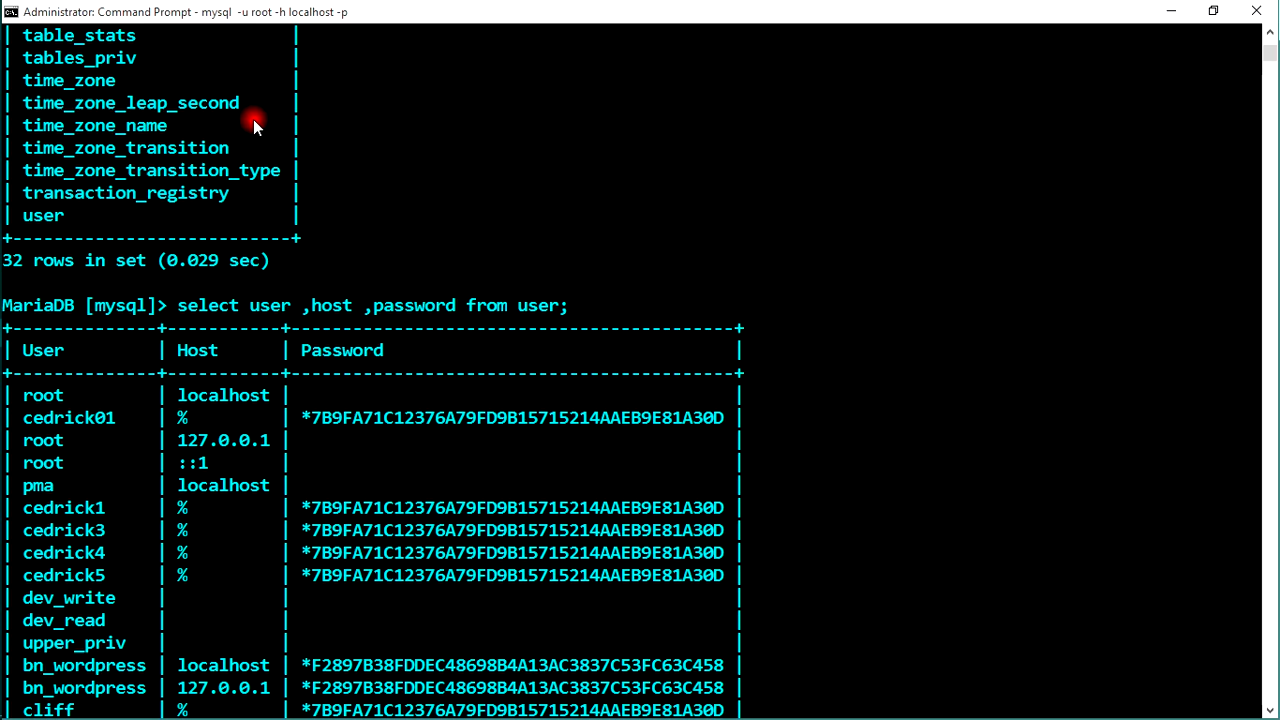 Administrator: Command Prompt - mysql  -u root -h localhost -p
| table_stats               |
| tables_priv               |
| time_zone                 |
| time_zone_leap_second     |
| time_zone_name            |
| time_zone_transition      |
| time_zone_transition_type |
| transaction_registry      |
| user                      |
+---------------------------+
32 rows in set (0.029 sec)
MariaDB [mysql]> select user ,host ,password from user;
+--------------+-----------+-------------------------------------------+
| User         | Host      | Password                                  |
+--------------+-----------+-------------------------------------------+
| root         | localhost |                                           |
| cedrick01    | %         | *7B9FA71C12376A79FD9B15715214AAEB9E81A30D |
| root         | 127.0.0.1 |                                           |
| root         | ::1       |                                           |
| pma          | localhost |                                           |
| cedrick1     | %         | *7B9FA71C12376A79FD9B15715214AAEB9E81A30D |
| cedrick3     | %         | *7B9FA71C12376A79FD9B15715214AAEB9E81A30D |
| cedrick4     | %         | *7B9FA71C12376A79FD9B15715214AAEB9E81A30D |
| cedrick5     | %         | *7B9FA71C12376A79FD9B15715214AAEB9E81A30D |
| dev_write    |           |                                           |
| dev_read     |           |                                           |
| upper_priv   |           |                                           |
| bn_wordpress | localhost | *F2897B38FDDEC48698B4A13AC3837C53FC63C458 |
| bn_wordpress | 127.0.0.1 | *F2897B38FDDEC48698B4A13AC3837C53FC63C458 |
| cliff        | %         | *7B9FA71C12376A79FD9B15715214AAEB9E81A30D |